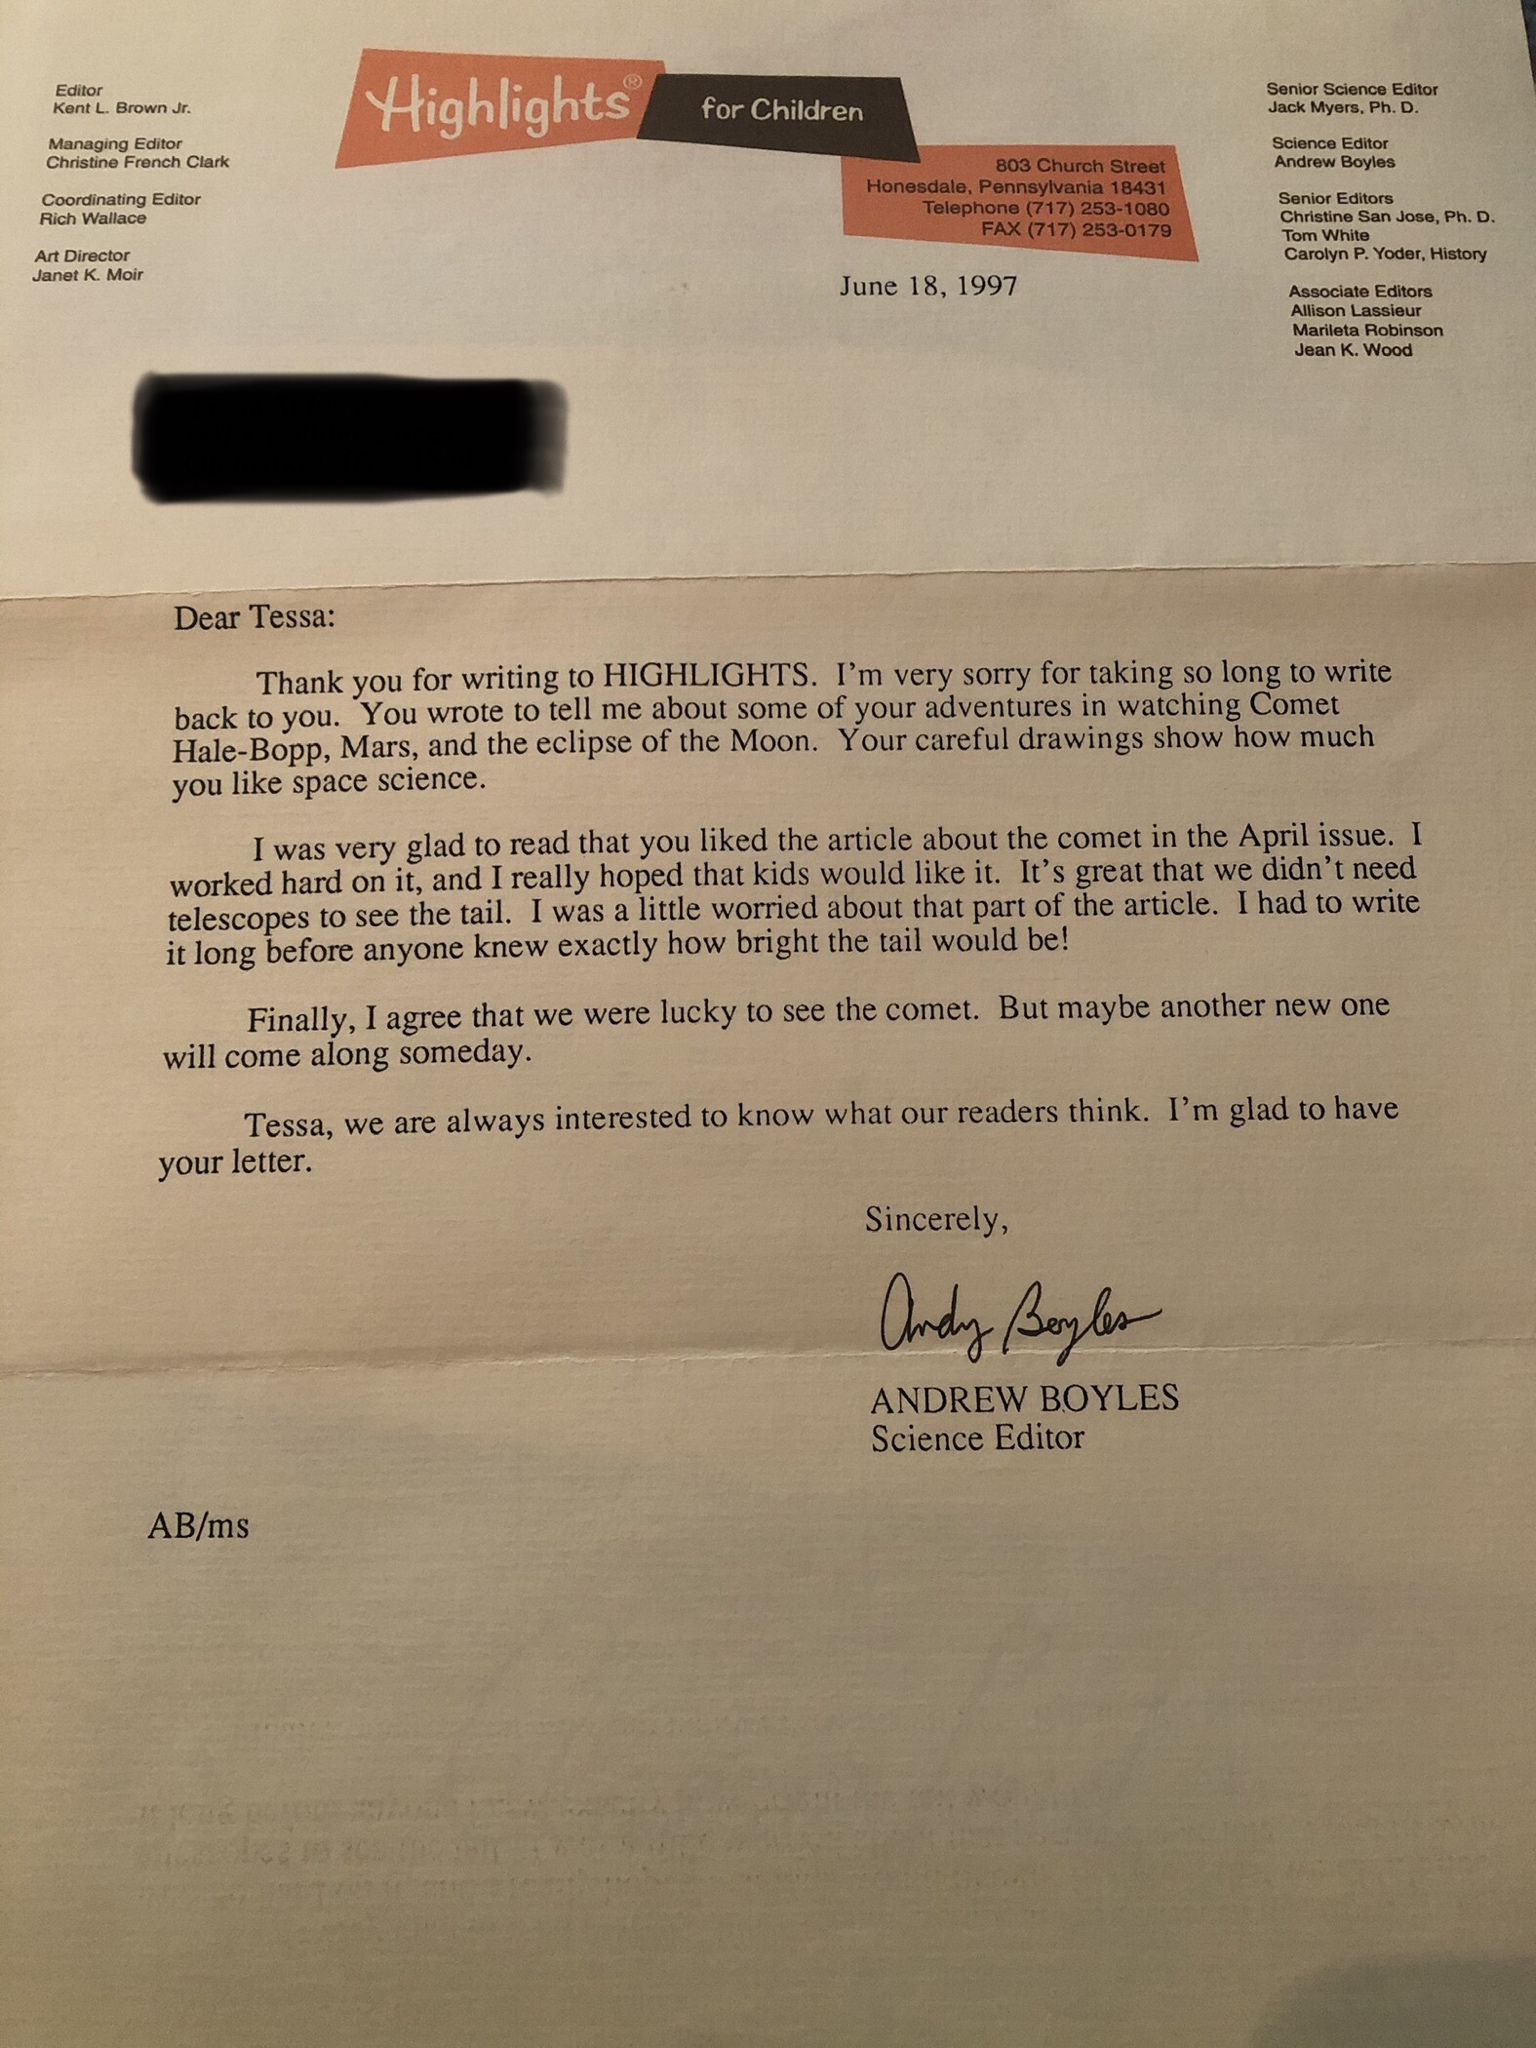 Editor
Kent L. Brown Jr.
Managing Editor
Christine French Clark
Coordinating Editor
Rich Wallace
Art Director
Janet K. Moir
Highlights® for Children
803 Church Street
Honesdale, Pennsylvania 18431
Telephone (717) 253-1080
FAX (717) 253-0179
Senior Science Editor
Jack Myers, Ph. D.
Science Editor
Andrew Boyles
Senior Editors
Christine San Jose, Ph. D.
Tom White
Carolyn P. Yoder, History
Associate Editors
Allison Lassieur
Marileta Robinson
Jean K. Wood
June 18, 1997
Dear Tessa:
Thank you for writing to HIGHLIGHTS. I'm very sorry for taking so long to write
back to you. You wrote to tell me about some of your adventures in watching Comet
Hale-Bopp, Mars, and the eclipse of the Moon. Your careful drawings show how much
you like space science.
I was very glad to read that you liked the article about the comet in the April issue. I
worked hard on it, and I really hoped that kids would like it. It's great that we didn't need
telescopes to see the tail. I was a little worried about that part of the article. I had to write
it long before anyone knew exactly how bright the tail would be!
Finally, I agree that we were lucky to see the comet. But maybe another new one
will come along someday.
Tessa, we are always interested to know what our readers think. I'm glad to have
your letter.
Sincerely,
Andy Boyles
ANDREW BOYLES
Science Editor
AB/ms